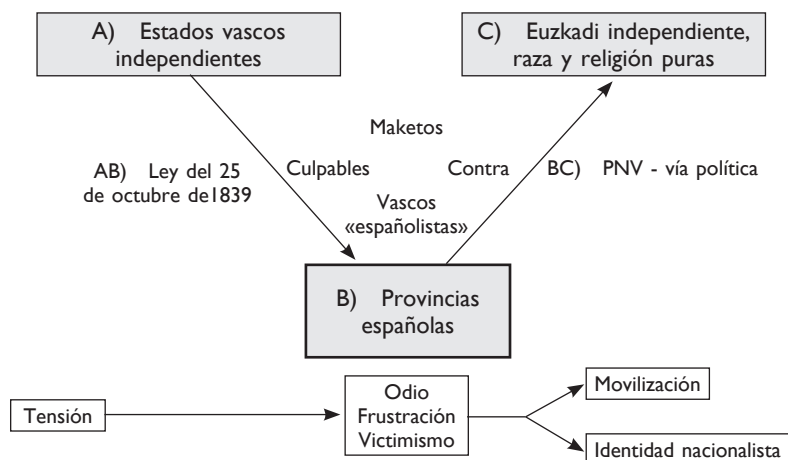 A) Estados vascos
independientes
C) Euzkadi independiente,
raza y religión puras
Maketos
AB) Ley del 25
de octubre de1839
Culpables
Contra
BC) PNV - vía política
Vascos
«españolistas»
B) Provincias
españolas
Tensión
Odio
Frustración
Victimismo
Movilización
Identidad nacionalista